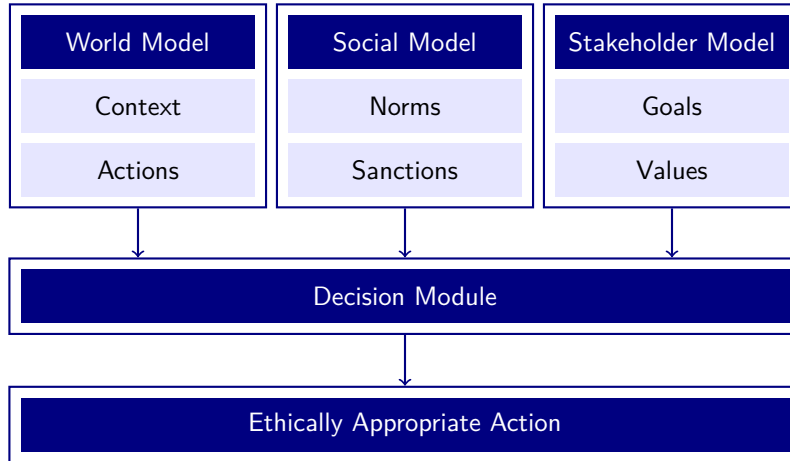 World Model
Context
Actions
Social Model
Norms
Sanctions
Stakeholder Model
Goals
Values
Decision Module
Ethically Appropriate Action